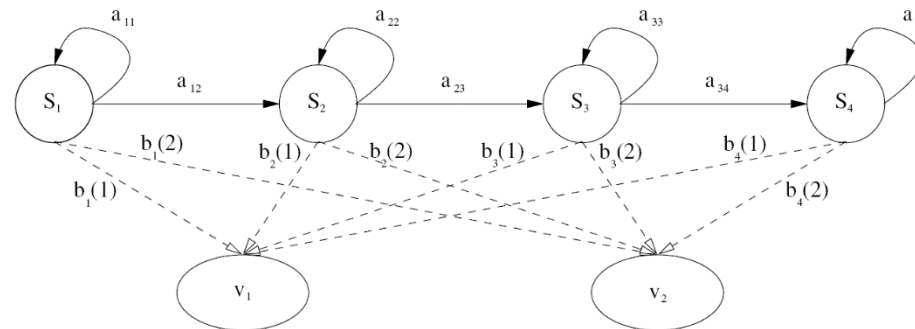 a₁₁ a₂₂ a₃₃ a
S₁ a₁₂ S₂ a₂₃ S₃ a₃₄ S₄
b₁(2) b₂(1) b₂(2) b₃(1) b₃(2) b₄(1)
b₁(1) b₄(2)
v₁ v₂